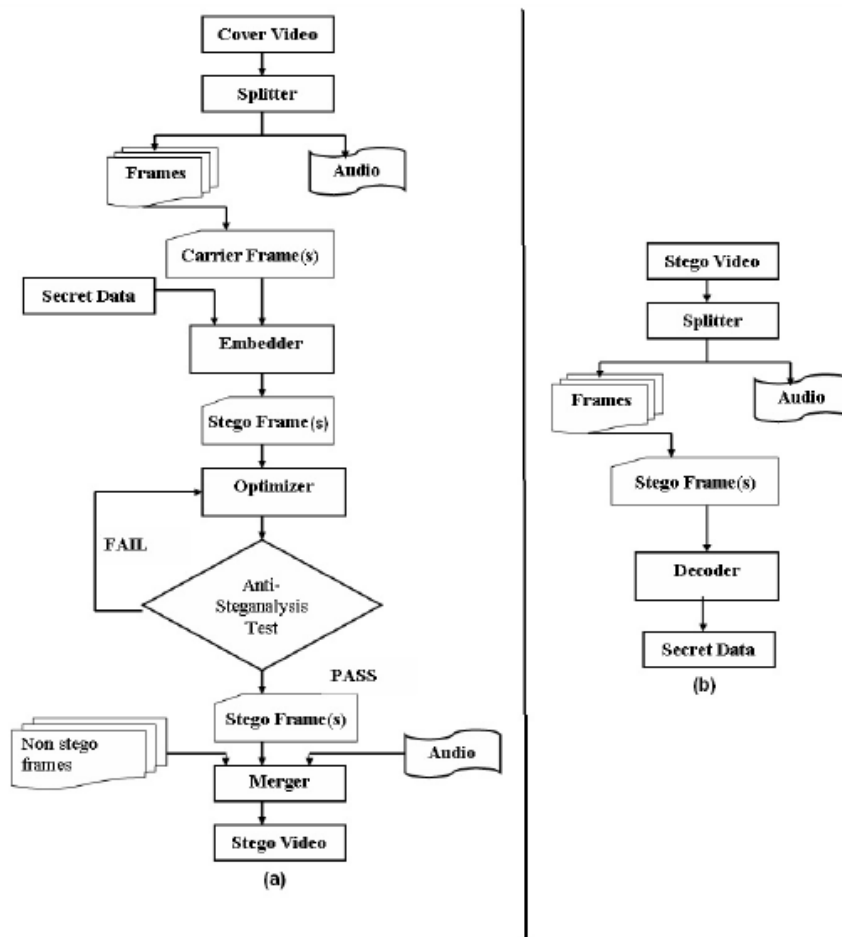 Cover Video
Splitter
Frames
Audio
Carrier Frame(s)
Secret Data
Embedder
Stego Frame(s)
Optimizer
FAIL
Anti-
Steganalysis
Test
PASS
Stego Frame(s)
Non stego
frames
Audio
Merger
Stego Video
(a)
Stego Video
Splitter
Frames
Audio
Stego Frame(s)
Decoder
Secret Data
(b)